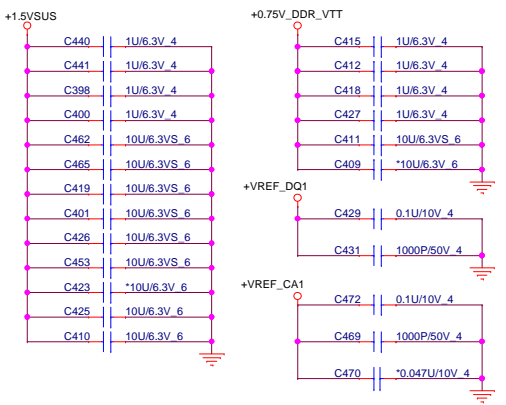 +1.5VSUS
C440 1U/6.3V_4
C441 1U/6.3V_4
C398 1U/6.3V_4
C400 1U/6.3V_4
C462 10U/6.3VS_6
C465 10U/6.3VS_6
C419 10U/6.3VS_6
C401 10U/6.3VS_6
C426 10U/6.3VS_6
C453 10U/6.3VS_6
C423 *10U/6.3V_6
C425 10U/6.3V_6
C410 10U/6.3V_6
+0.75V_DDR_VTT
C415 1U/6.3V_4
C412 1U/6.3V_4
C418 1U/6.3V_4
C427 1U/6.3V_4
C411 10U/6.3VS_6
C409 *10U/6.3V_6
+VREF_DQ1
C429 0.1U/10V_4
C431 1000P/50V_4
+VREF_CA1
C472 0.1U/10V_4
C469 1000P/50V_4
C470 *0.047U/10V_4